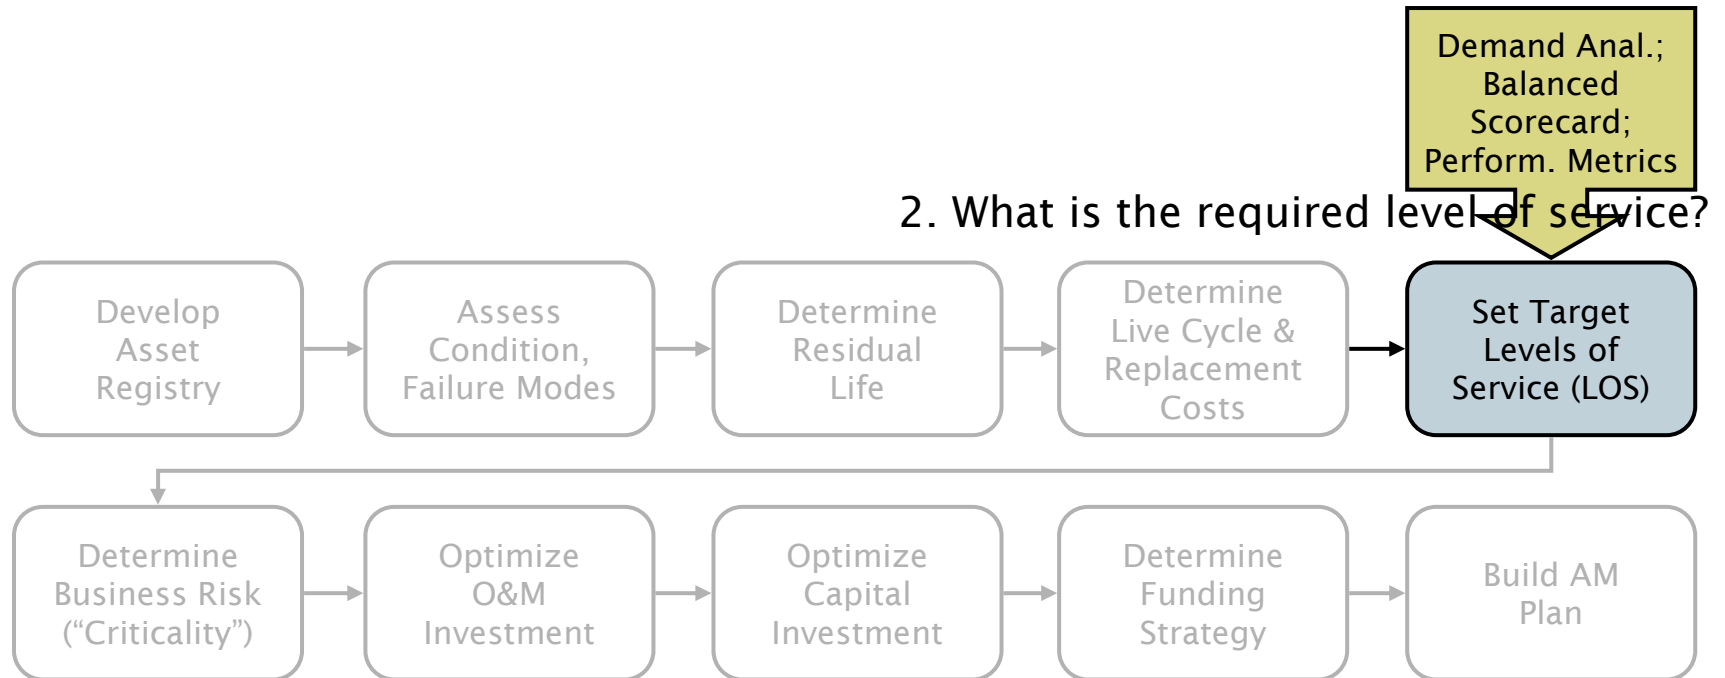 Demand Anal.;
Balanced
Scorecard;
Perform. Metrics
2. What is the required level of service?
Develop
Asset
Registry
Assess
Condition,
Failure Modes
Determine
Residual
Life
Determine
Live Cycle &
Replacement
Costs
Set Target
Levels of
Service (LOS)
Determine
Business Risk
(“Criticality”)
Optimize
O&M
Investment
Optimize
Capital
Investment
Determine
Funding
Strategy
Build AM
Plan